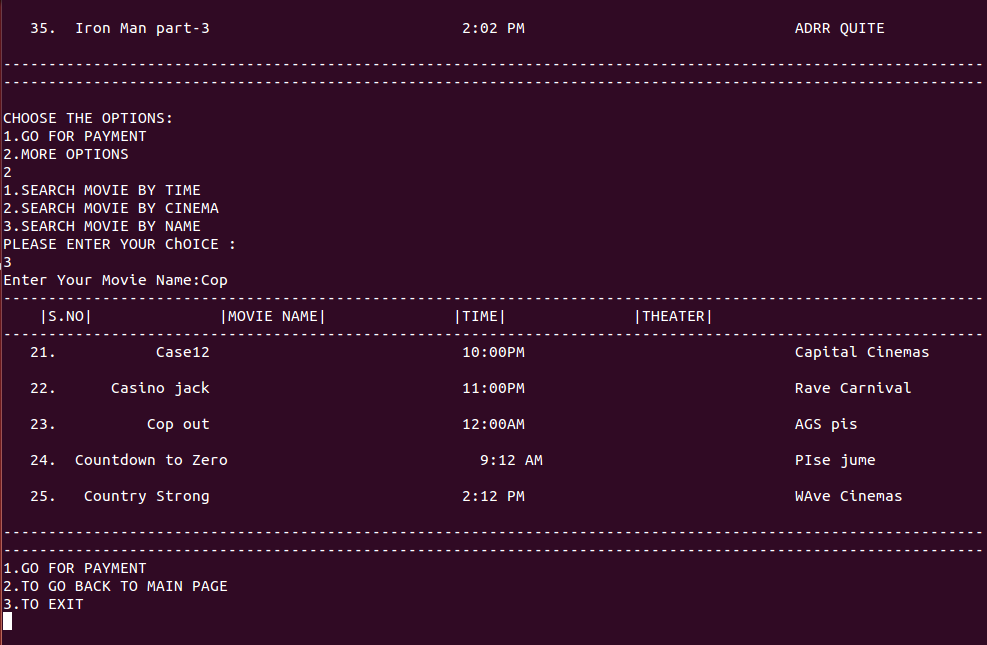 35. Iron Man part-3 2:02 PM ADRR QUITE
--------------------------------------------------------------------------------------------------------------
--------------------------------------------------------------------------------------------------------------
CHOOSE THE OPTIONS:
1.GO FOR PAYMENT
2.MORE OPTIONS
2
1.SEARCH MOVIE BY TIME
2.SEARCH MOVIE BY CINEMA
3.SEARCH MOVIE BY NAME
PLEASE ENTER YOUR ChOICE :
3
Enter Your Movie Name:Cop
--------------------------------------------------------------------------------------------------------------
|S.NO| |MOVIE NAME| |TIME| |THEATER|
--------------------------------------------------------------------------------------------------------------
21. Case12 10:00PM Capital Cinemas
22. Casino jack 11:00PM Rave Carnival
23. Cop out 12:00AM AGS pis
24. Countdown to Zero 9:12 AM PIse jume
25. Country Strong 2:12 PM WAve Cinemas
--------------------------------------------------------------------------------------------------------------
--------------------------------------------------------------------------------------------------------------
1.GO FOR PAYMENT
2.TO GO BACK TO MAIN PAGE
3.TO EXIT